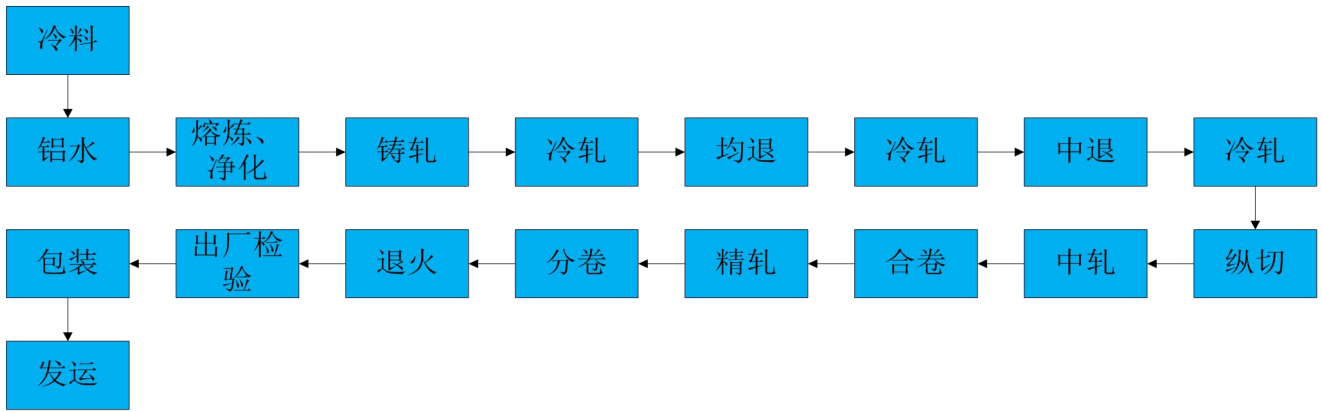 冷料
铝水
熔炼、
净化
铸轧
冷轧
均退
冷轧
中退
冷轧
纵切
中轧
合卷
精轧
分卷
退火
出厂检
验
包装
发运